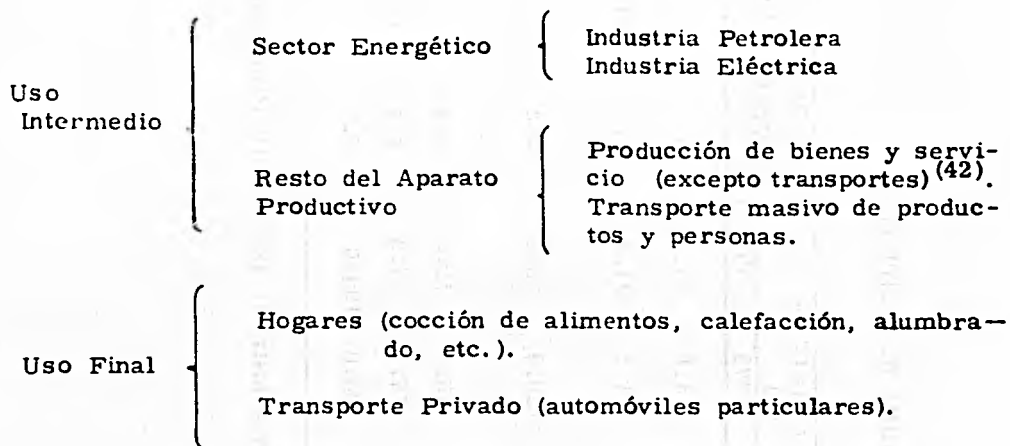 Uso
Intermedio
Sector Energético
Industria Petrolera
Industria Eléctrica
Resto del Aparato
Productivo
Producción de bienes y servi-
cio (excepto transportes)(42).
Transporte masivo de produc-
tos y personas.
Uso Final
Hogares (cocción de alimentos, calefacción, alumbra-
do, etc.).
Transporte Privado (automóviles particulares).